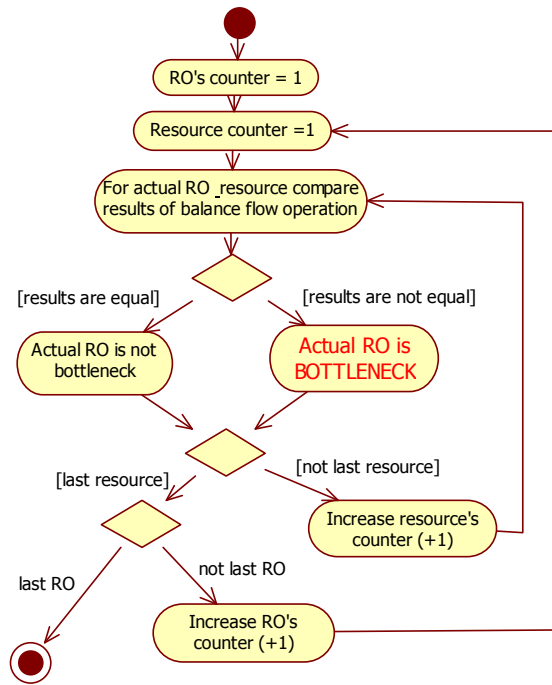 RO's counter = 1
Resource counter =1
For actual RO_resource compare
results of balance flow operation
[results are equal]
[results are not equal]
Actual RO is not
bottleneck
Actual RO is
BOTTLENECK
[last resource]
[not last resource]
Increase resource's
counter (+1)
last RO
not last RO
Increase RO's
counter (+1)